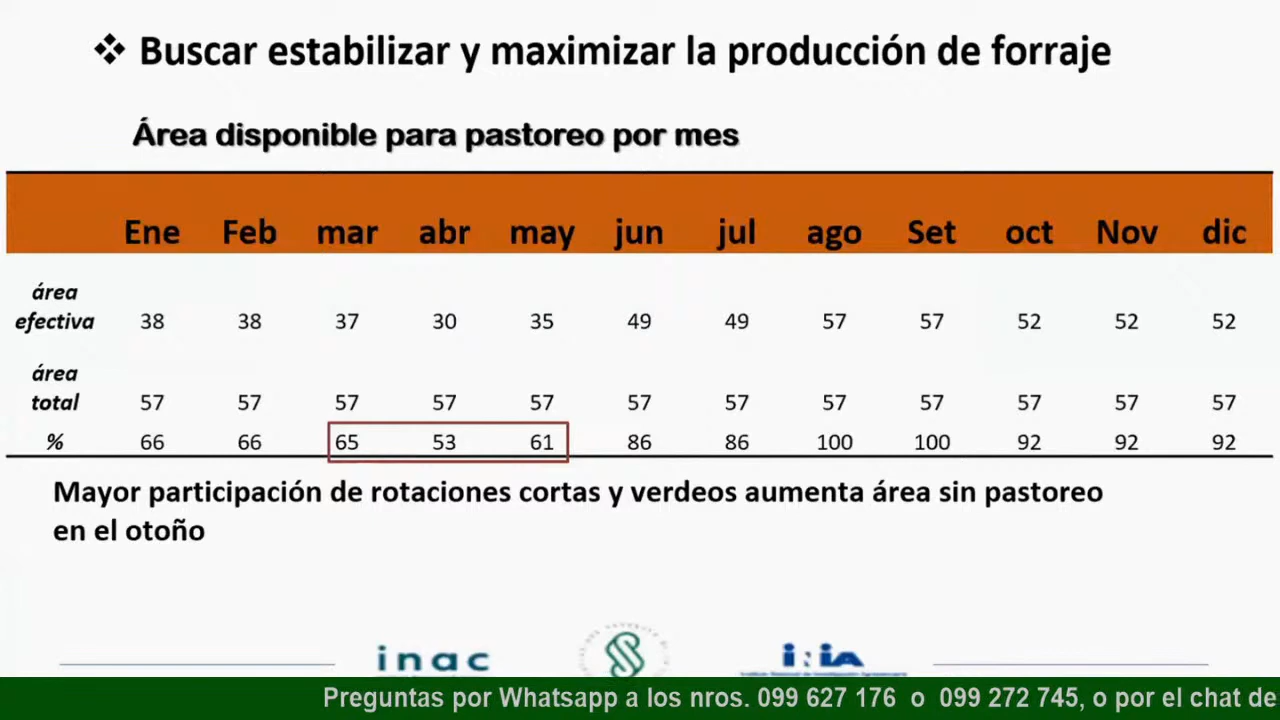 ❖ Buscar estabilizar y maximizar la producción de forraje
Área disponible para pastoreo por mes
Ene Feb mar abr may jun jul ago Set oct Nov dic
área
efectiva 38 38 37 30 35 49 49 57 57 52 52 52
área
total 57 57 57 57 57 57 57 57 57 57 57 57
% 66 66 65 53 61 86 86 100 100 92 92 92
Mayor participación de rotaciones cortas y verdeos aumenta área sin pastoreo
en el otoño
inac
inia
Preguntas por Whatsapp a los nros. 099 627 176 o 099 272 745, o por el chat de